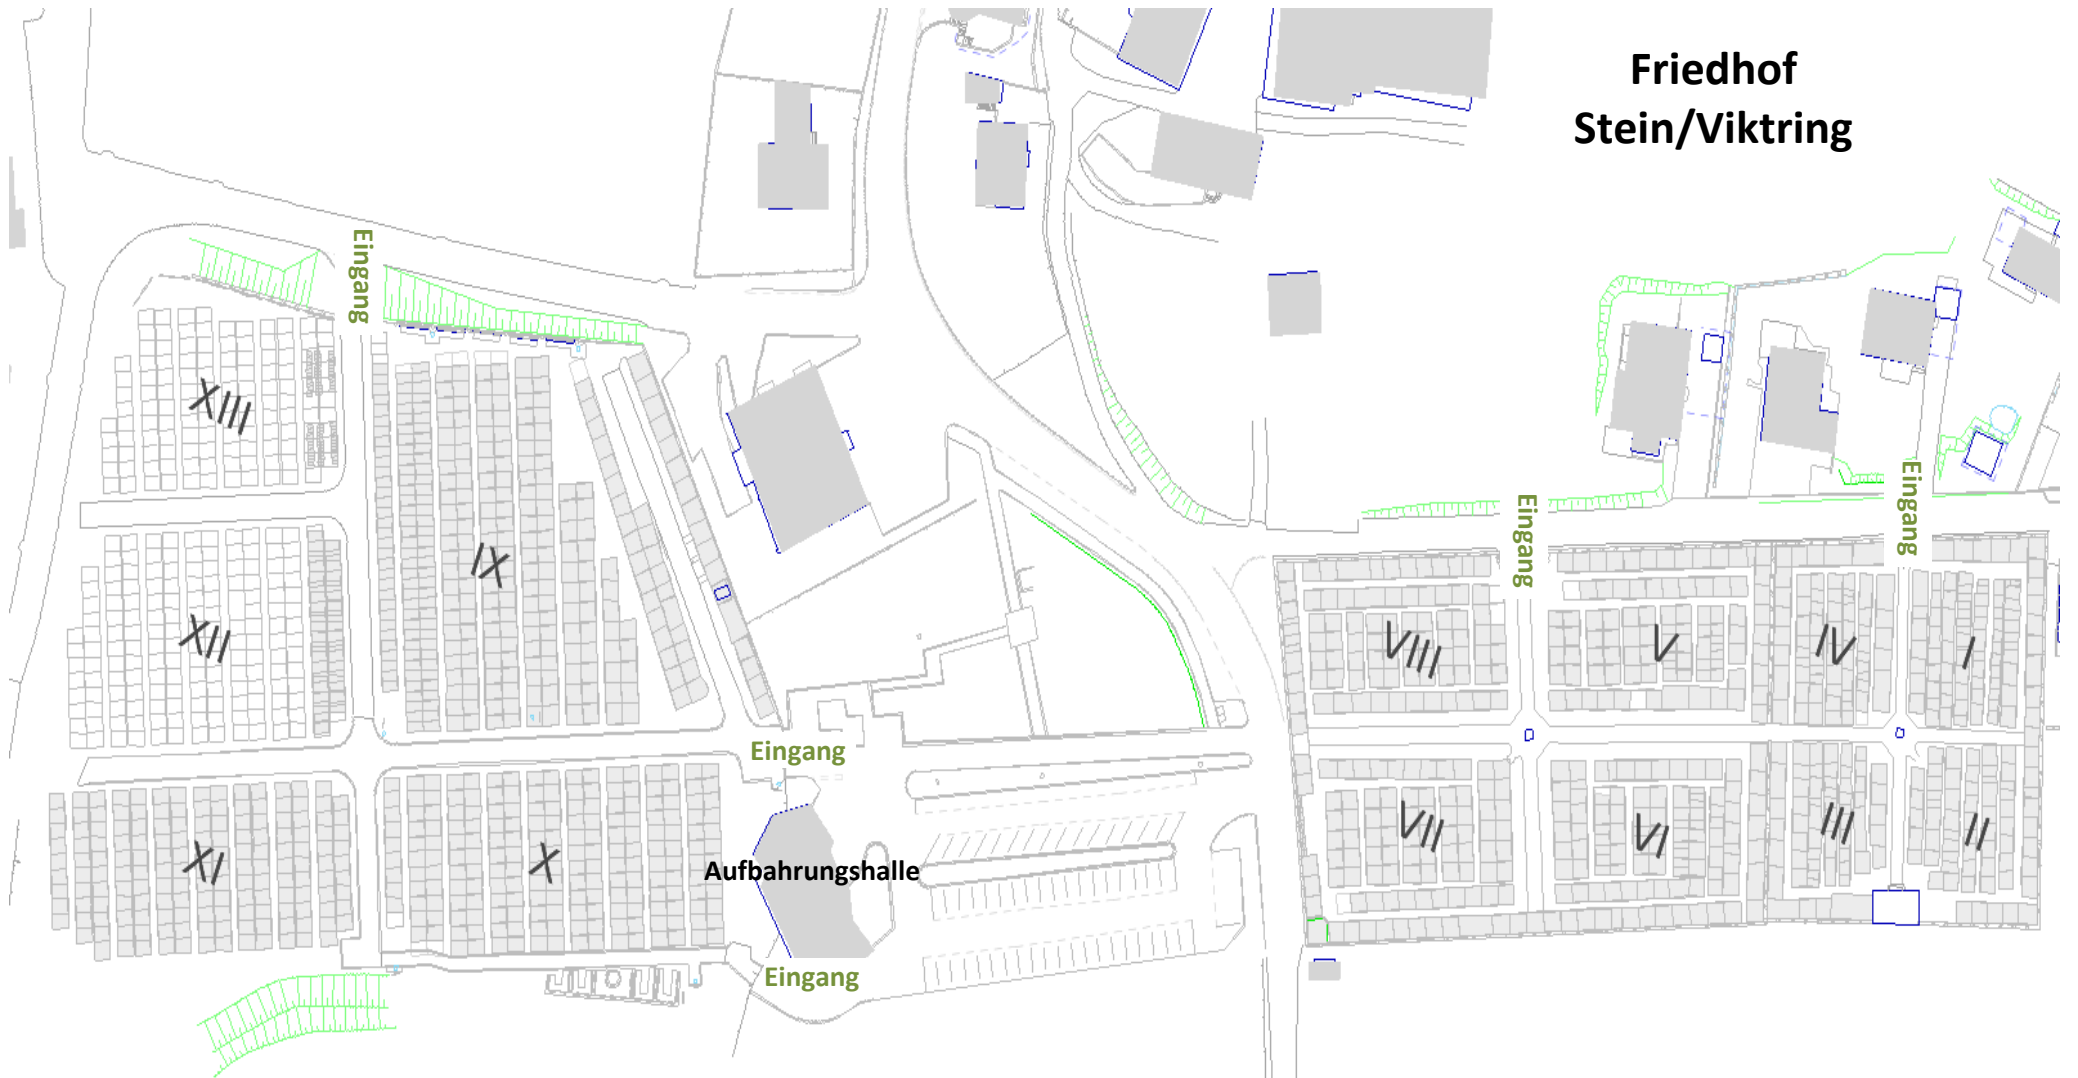 Friedhof
Stein/Viktring
Eingang
XIII
IX
Eingang
Eingang
XII
VIII
V
IV
I
Eingang
XI
X
Aufbahrungshalle
VII
VI
III
II
Eingang